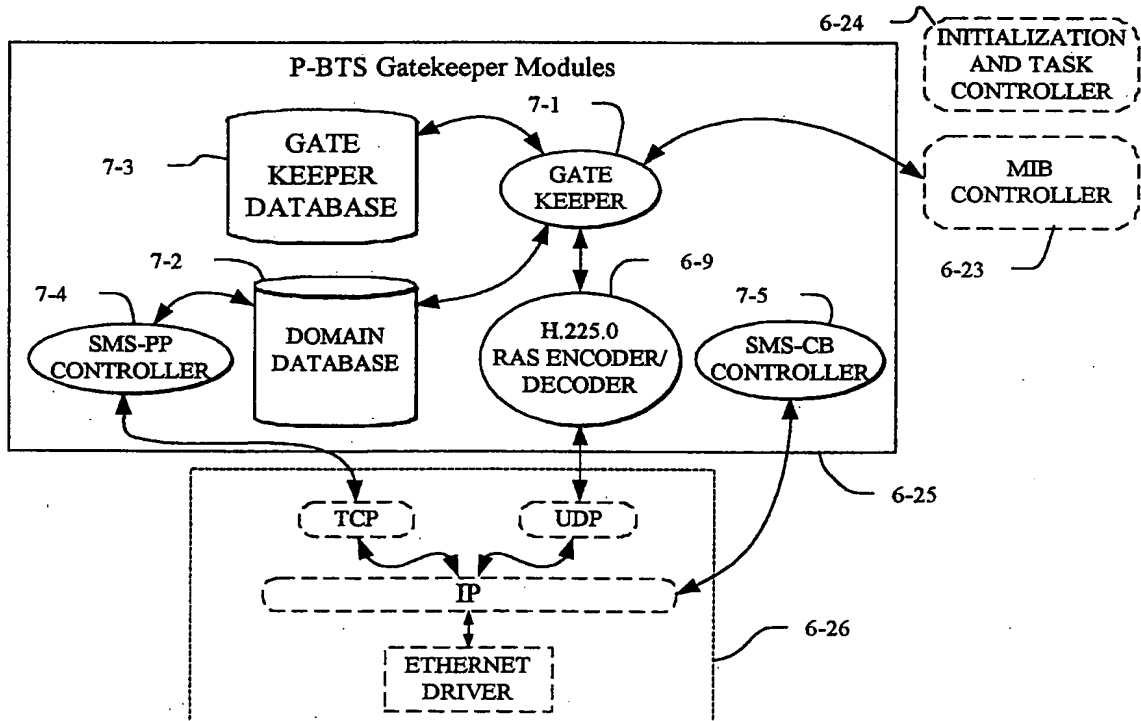 6-24
INITIALIZATION
AND TASK
CONTROLLER
P-BTS Gatekeeper Modules
7-1
7-3
GATE
KEEPER
DATABASE
GATE
KEEPER
MIB
CONTROLLER
6-23
7-2
6-9
7-4
7-5
DOMAIN
DATABASE
H.225.0
RAS ENCODER/
DECODER
SMS-PP
CONTROLLER
SMS-CB
CONTROLLER
6-25
TCP
UDP
IP
6-26
ETHERNET
DRIVER